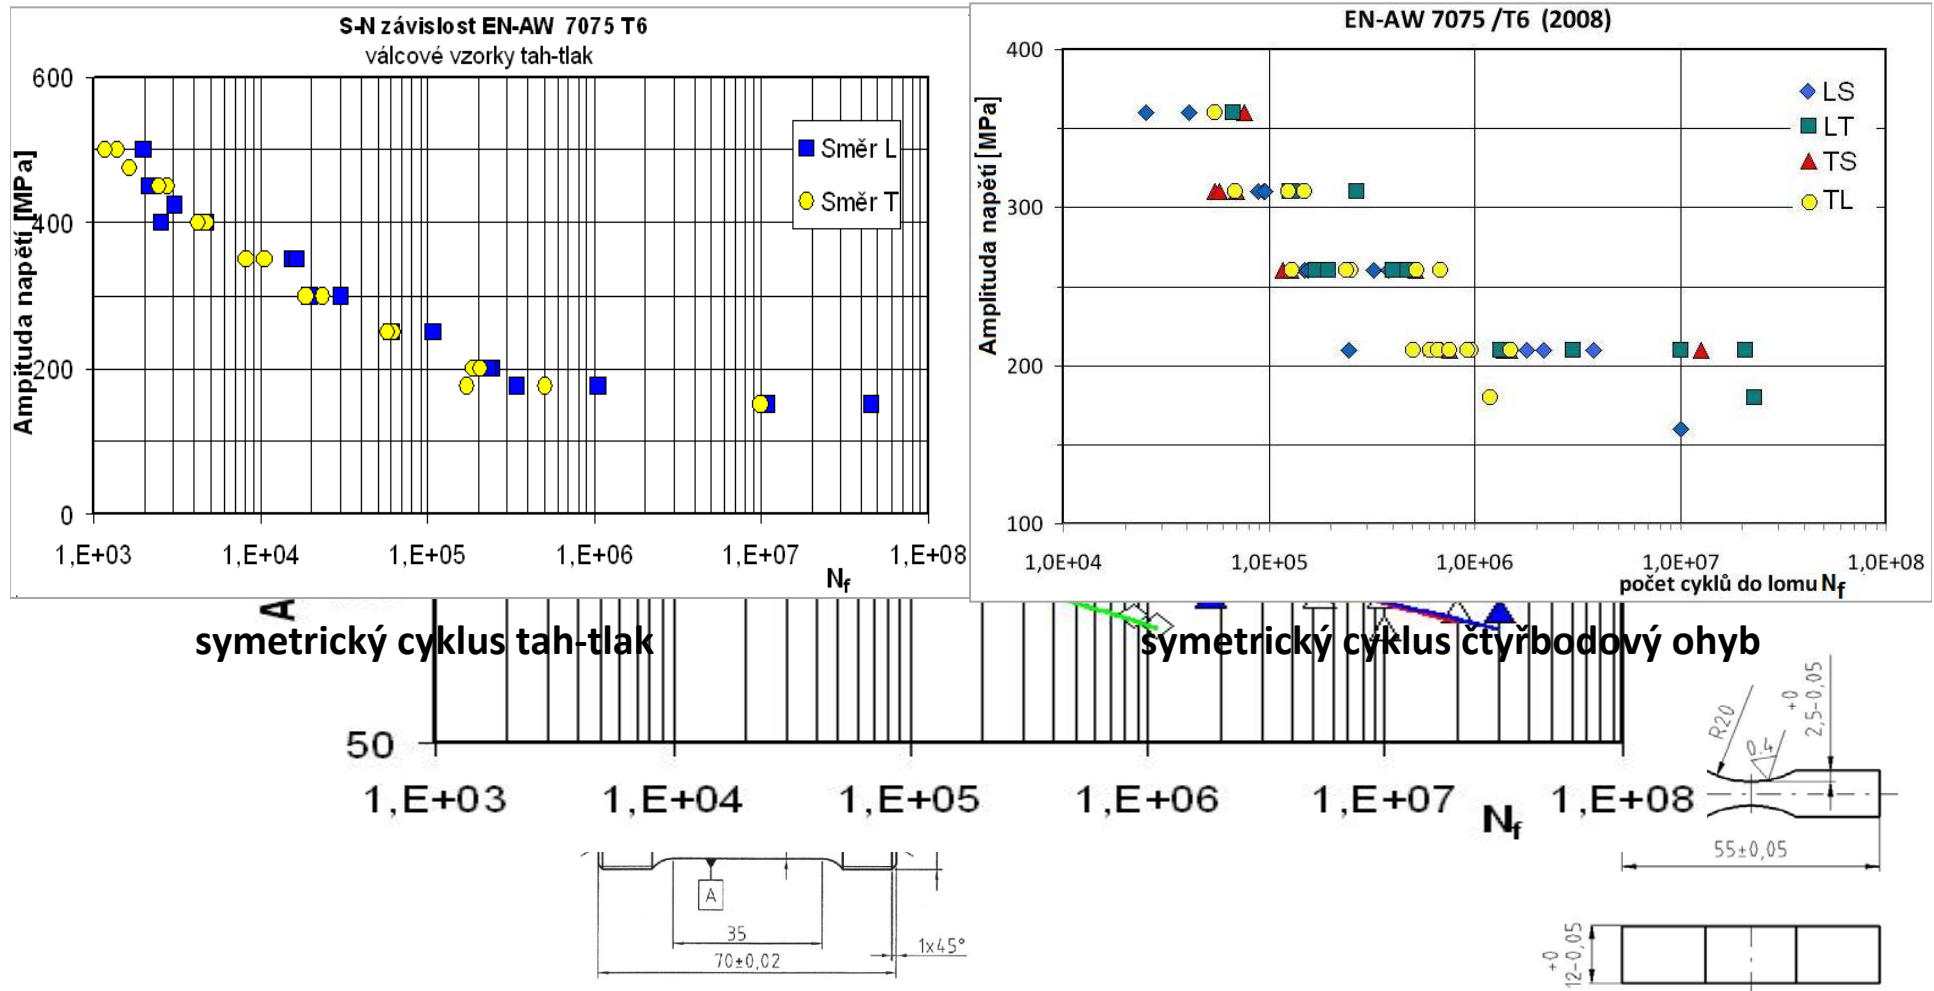 S-N závislost EN-AW 7075 T6
válcové vzorky tah-tlak
Ampituda napětí [MPa]
600
400
200
0
Směr L
Směr T
1,E+03 1,E+04 1,E+05 1,E+06 1,E+07 1,E+08
Nf
EN-AW 7075 /T6 (2008)
Amplituda napětí [MPa]
400
300
200
100
LS
LT
TS
TL
1,0E+04 1,0E+05 1,0E+06 1,0E+07 1,0E+08
počet cyklů do lomu Nf
symetrický cyklus tah-tlak
symetrický cyklus čtyřbodový ohyb
50
1,E+03 1,E+04 1,E+05 1,E+06 1,E+07 1,E+08
Nf
R20
0.4
+0
2,5-0,05
55±0,05
+0
12-0,05
A
35
70±0,02
1x45°